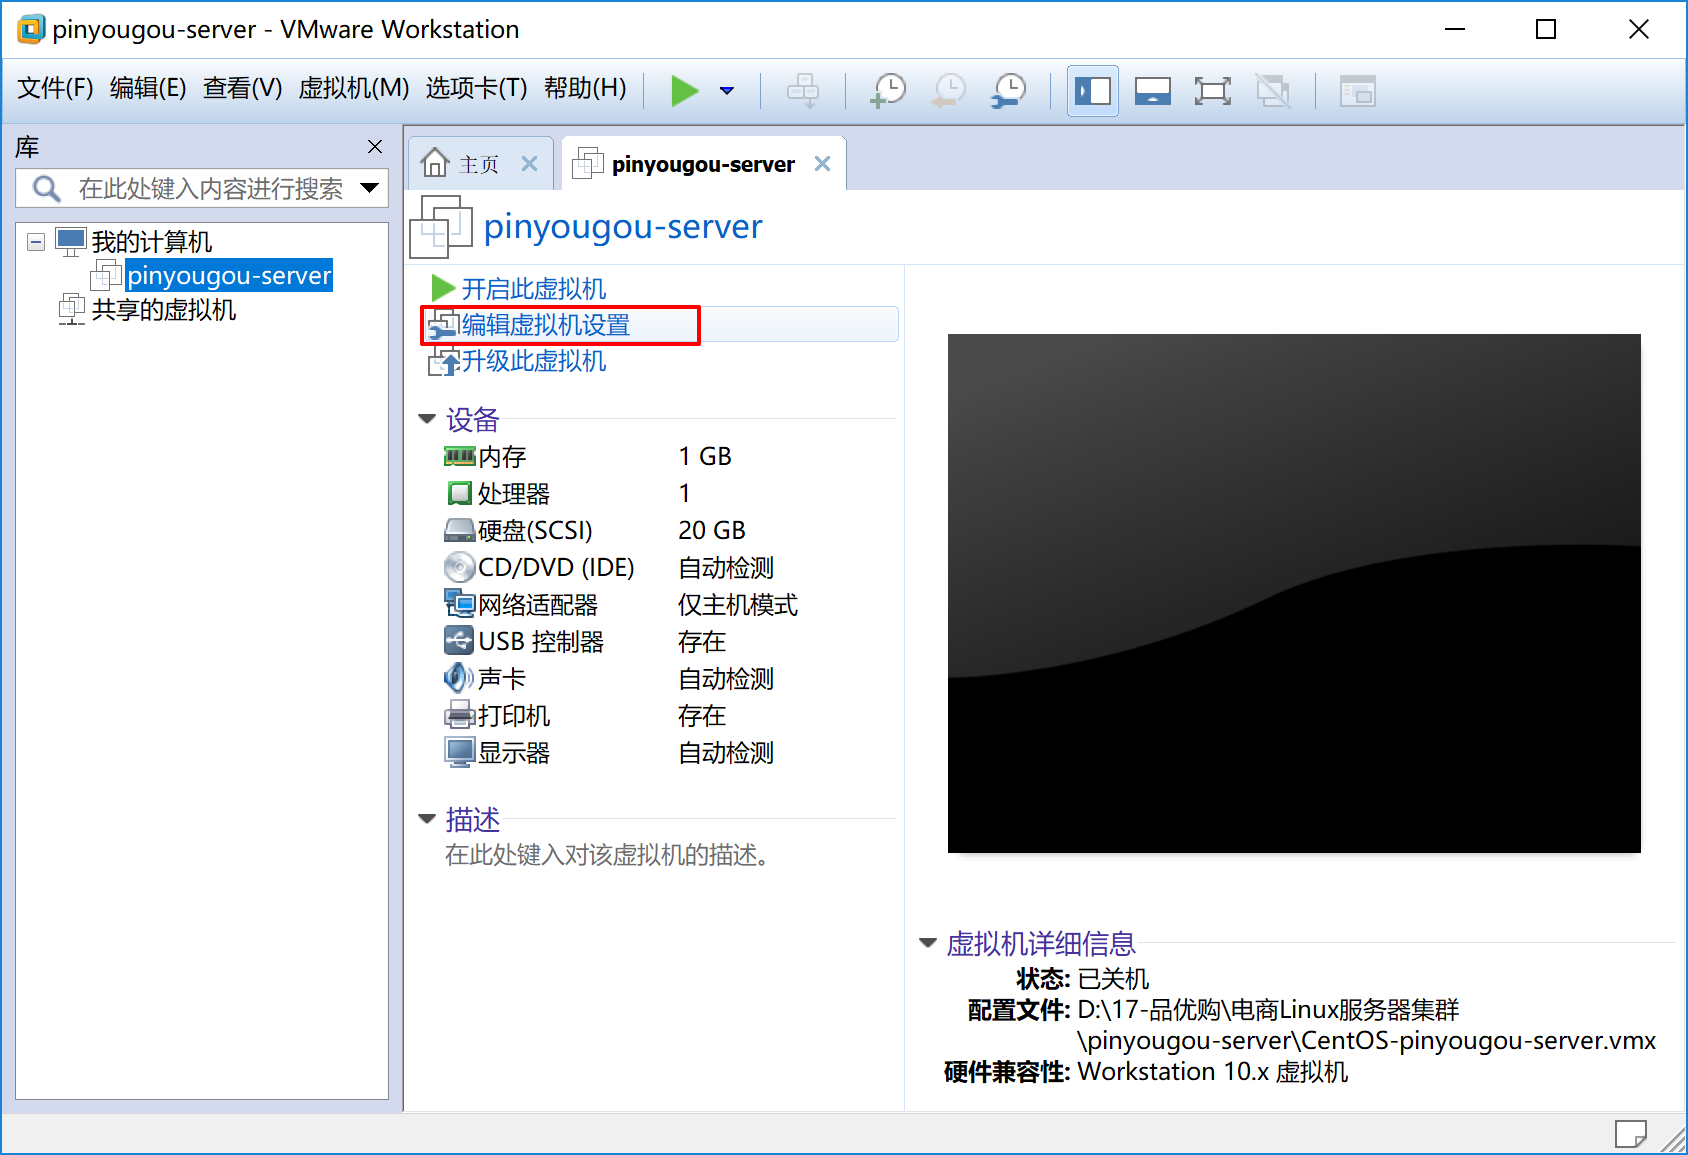 pinyougou-server - VMware Workstation
文件(F) 编辑(E) 查看(V) 虚拟机(M) 选项卡(T) 帮助(H)
库
在此处键入内容进行搜索
我的计算机
pinyougou-server
共享的虚拟机
主页
pinyougou-server
pinyougou-server
开启此虚拟机
编辑虚拟机设置
升级此虚拟机
设备
内存 1 GB
处理器 1
硬盘(SCSI) 20 GB
CD/DVD (IDE) 自动检测
网络适配器 仅主机模式
USB 控制器 存在
声卡 自动检测
打印机 存在
显示器 自动检测
描述
在此处键入对该虚拟机的描述。
虚拟机详细信息
状态: 已关机
配置文件: D:\17-品优购\电商Linux服务器集群
\pinyougou-server\CentOS-pinyougou-server.vmx
硬件兼容性: Workstation 10.x 虚拟机